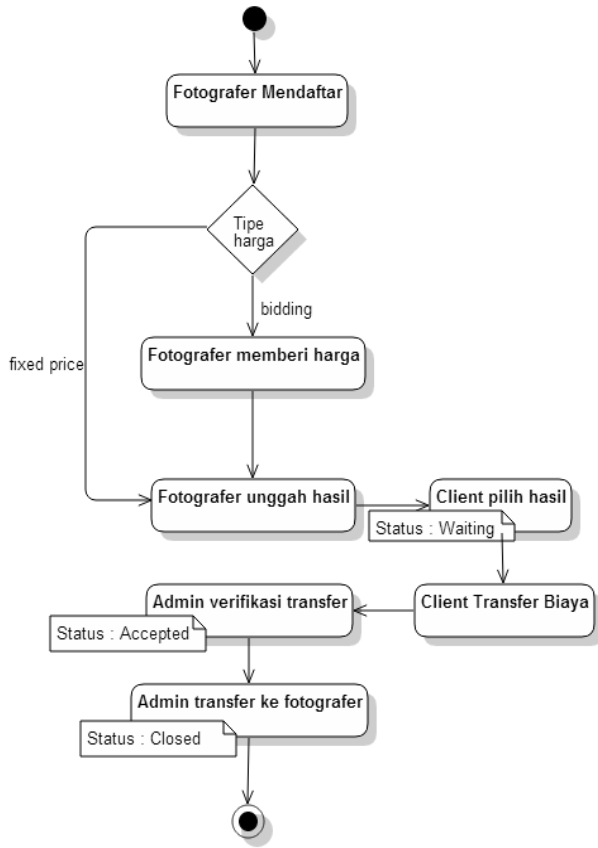 Fotografer Mendaftar
Tipe
harga
bidding
fixed price
Fotografer memberi harga
Fotografer unggah hasil
Client pilih hasil
Status : Waiting
Admin verifikasi transfer
Client Transfer Biaya
Status : Accepted
Admin transfer ke fotografer
Status : Closed